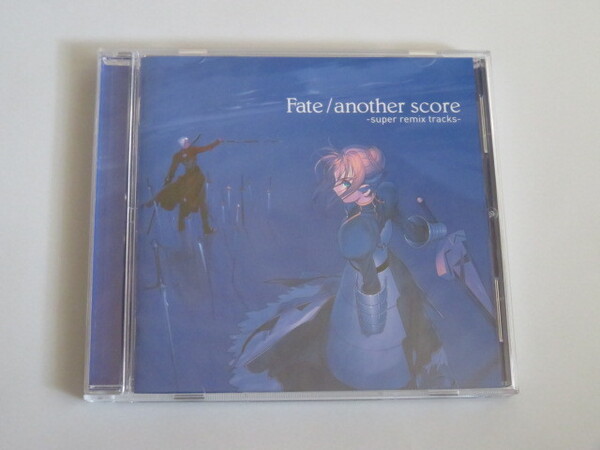 Fate/another score
-super remix tracks-